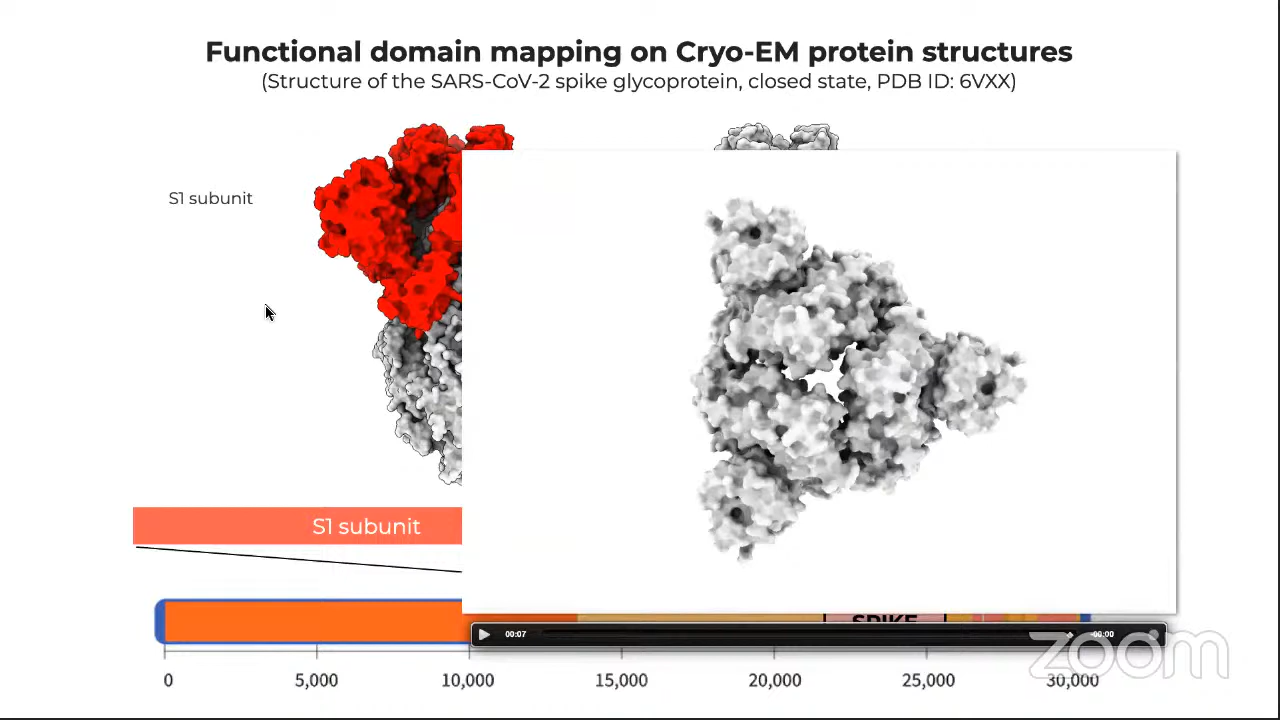 Functional domain mapping on Cryo-EM protein structures
(Structure of the SARS-CoV-2 spike glycoprotein, closed state, PDB ID: 6VXX)
S1 subunit
S1 subunit
SPIKE
00:07
-00:00
zoom
0
5,000
10,000
15,000
20,000
25,000
30,000